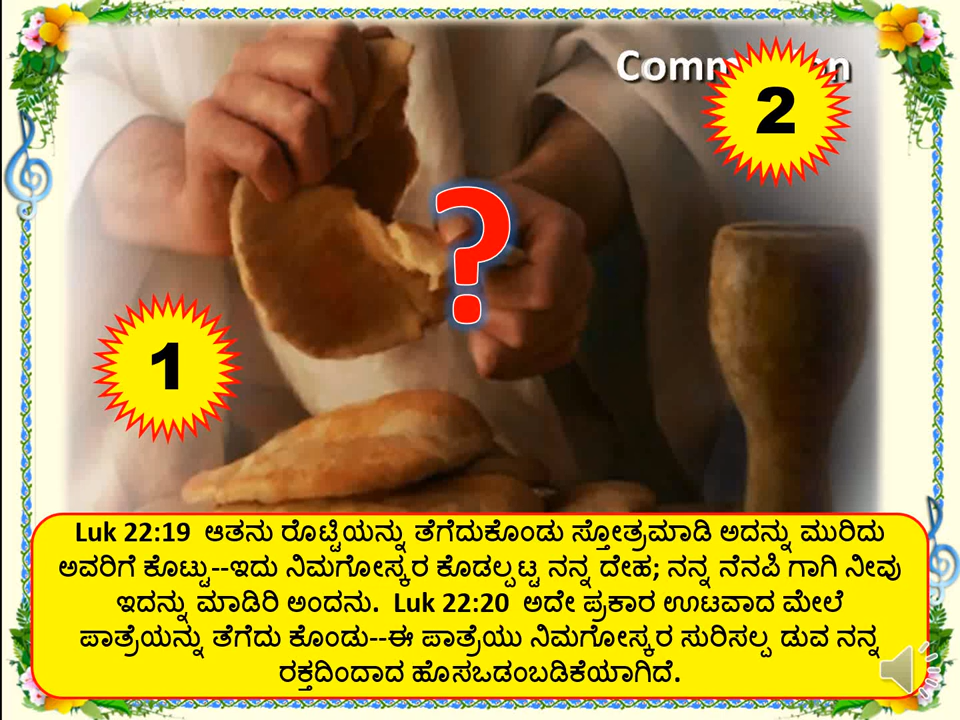 2
?
1
Luk 22:19 ಆತನು ರೊಟ್ಟಿಯನ್ನು ತೆಗೆದುಕೊಂಡು ಸ್ತೋತ್ರಮಾಡಿ ಅದನ್ನು ಮುರಿದು
ಅವರಿಗೆ ಕೊಟ್ಟು--ಇದು ನಿಮಗೋಸ್ಕರ ಕೊಡಲ್ಪಟ್ಟ ನನ್ನ ದೇಹ; ನನ್ನ ನೆನಪಿ ಗಾಗಿ ನೀವು
ಇದನ್ನು ಮಾಡಿರಿ ಅಂದನು. Luk 22:20 ಅದೇ ಪ್ರಕಾರ ಊಟವಾದ ಮೇಲೆ
ಪಾತ್ರೆಯನ್ನು ತೆಗೆದು ಕೊಂಡು--ಈ ಪಾತ್ರೆಯು ನಿಮಗೋಸ್ಕರ ಸುರಿಸಲ್ಪ ಡುವ ನನ್ನ
ರಕ್ತದಿಂದಾದ ಹೊಸಒಡಂಬಡಿಕೆಯಾಗಿದೆ.